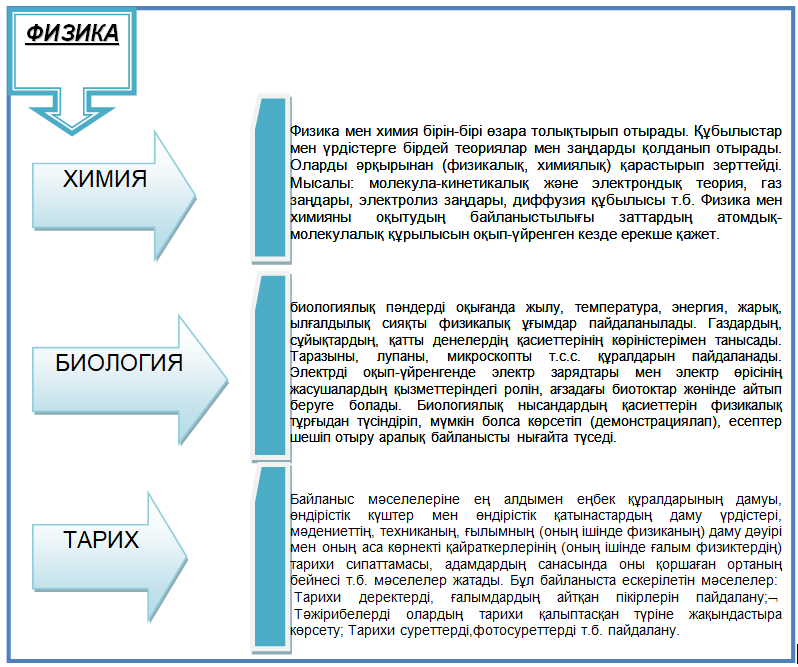 ФИЗИКА
ХИМИЯ
Физика мен химия бірін-бірі өзара толықтырып отырады. Құбылыстар
мен үрдістерге бірдей теориялар мен заңдарды қолданып отырады.
Оларды әрқырынан (физикалық, химиялық) қарастырып зерттейді.
Мысалы: молекула-кинетикалық және электрондық теория, газ
заңдары, электролиз заңдары, диффузия құбылысы т.б. Физика мен
химияны оқытудың байланыстылығы заттардың атомдық-
молекулалық құрылысын оқып-үйренген кезде ерекше қажет.
БИОЛОГИЯ
биологиялық пәндерді оқығанда жылу, температура, энергия, жарық,
ылғалдылық сияқты физикалық ұғымдар пайдаланылады. Газдардың,
сұйықтардың, қатты денелердің қасиеттерінің көріністерімен танысады.
Таразыны, лупаны, микроскопты т.с.с. құралдарын пайдаланады.
Электрді оқып-үйренгенде электр зарядтары мен электр өрісінің
жасушалардың қызметтеріндегі ролін, ағзадағы биотоктар жөнінде айтып
беруге болады. Биологиялық нысандардың қасиеттерін физикалық
тұрғыдан түсіндіріп, мүмкін болса көрсетіп (демонстрациялап), есептер
шешіп отыру аралық байланысты нығайта түседі.
ТАРИХ
Байланыс мәселелеріне ең алдымен еңбек құралдарының дамуы,
өндірістік күштер мен өндірістік қатынастардың даму үрдістері,
мәдениеттің, техниканың, ғылымның (оның ішінде физиканың) даму дәуірі
мен оның аса көрнекті қайраткерлерінің (оның ішінде ғалым физиктердің)
тарихи сипаттамасы, адамдардың санасында оны қоршаған ортаның
бейнесі т.б. мәселелер жатады. Бұл байланыста ескерілетін мәселелер:
Тарихи деректерді, ғалымдардың айтқан пікірлерін пайдалану;¬
Тәжірибелерді олардың тарихи қалыптасқан түріне жақындастыра
көрсету; Тарихи суреттерді,фотосуреттерді т.б. пайдалану.